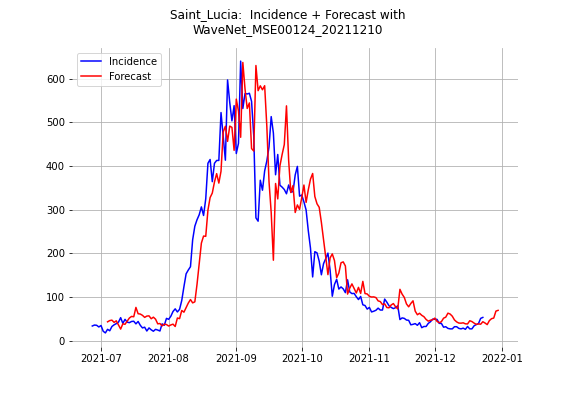 Saint_Lucia:  Incidence + Forecast with
WaveNet_MSE00124_20211210
Incidence
Forecast
600
500
400
300
200
100
0
2021-07 2021-08 2021-09 2021-10 2021-11 2021-12 2022-01